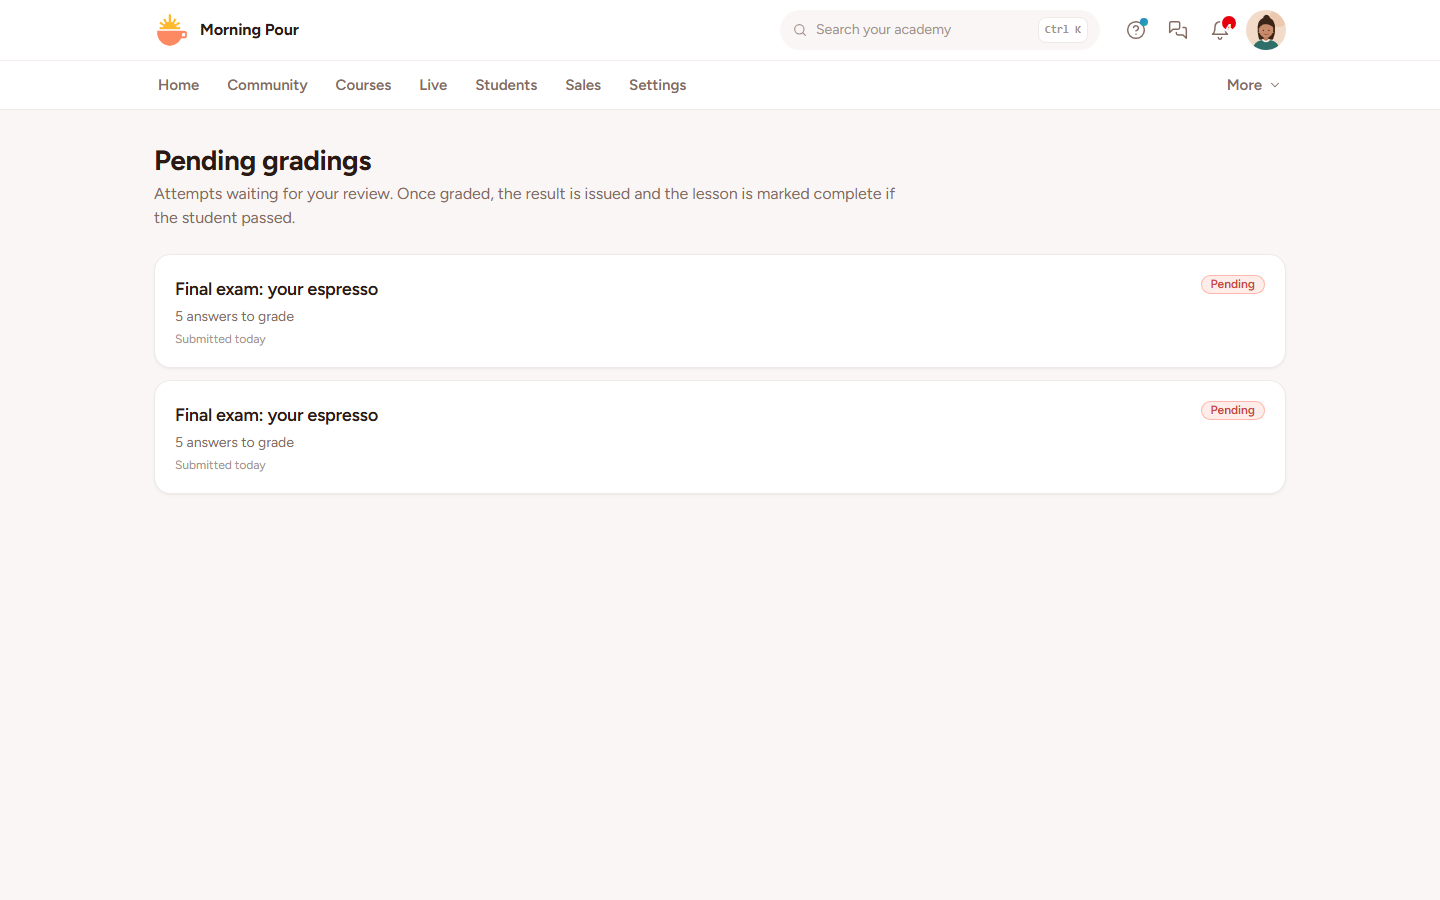 Morning Pour
Search your academy
Ctrl K
Home
Community
Courses
Live
Students
Sales
Settings
More
Pending gradings
Attempts waiting for your review. Once graded, the result is issued and the lesson is marked complete if
the student passed.
Final exam: your espresso
Pending
5 answers to grade
Submitted today
Final exam: your espresso
Pending
5 answers to grade
Submitted today